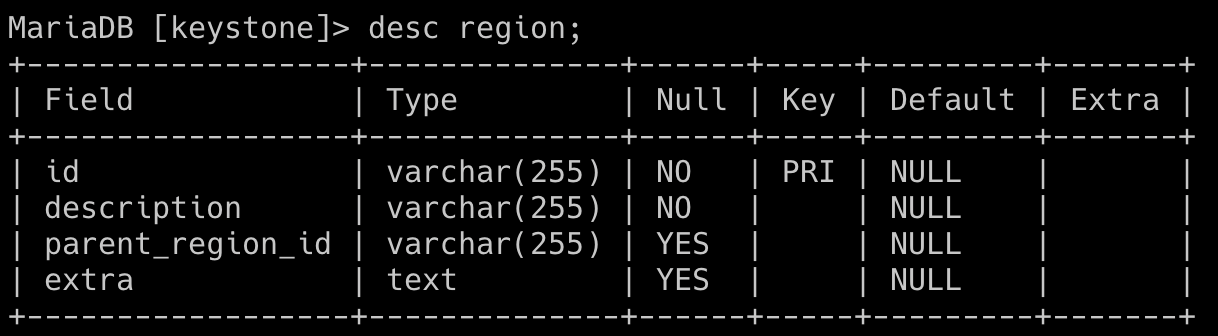 MariaDB [keystone]> desc region;
+------------------+--------------+------+-----+---------+-------+
| Field            | Type         | Null | Key | Default | Extra |
+------------------+--------------+------+-----+---------+-------+
| id               | varchar(255) | NO   | PRI | NULL    |       |
| description      | varchar(255) | NO   |     | NULL    |       |
| parent_region_id | varchar(255) | YES  |     | NULL    |       |
| extra            | text         | YES  |     | NULL    |       |
+------------------+--------------+------+-----+---------+-------+